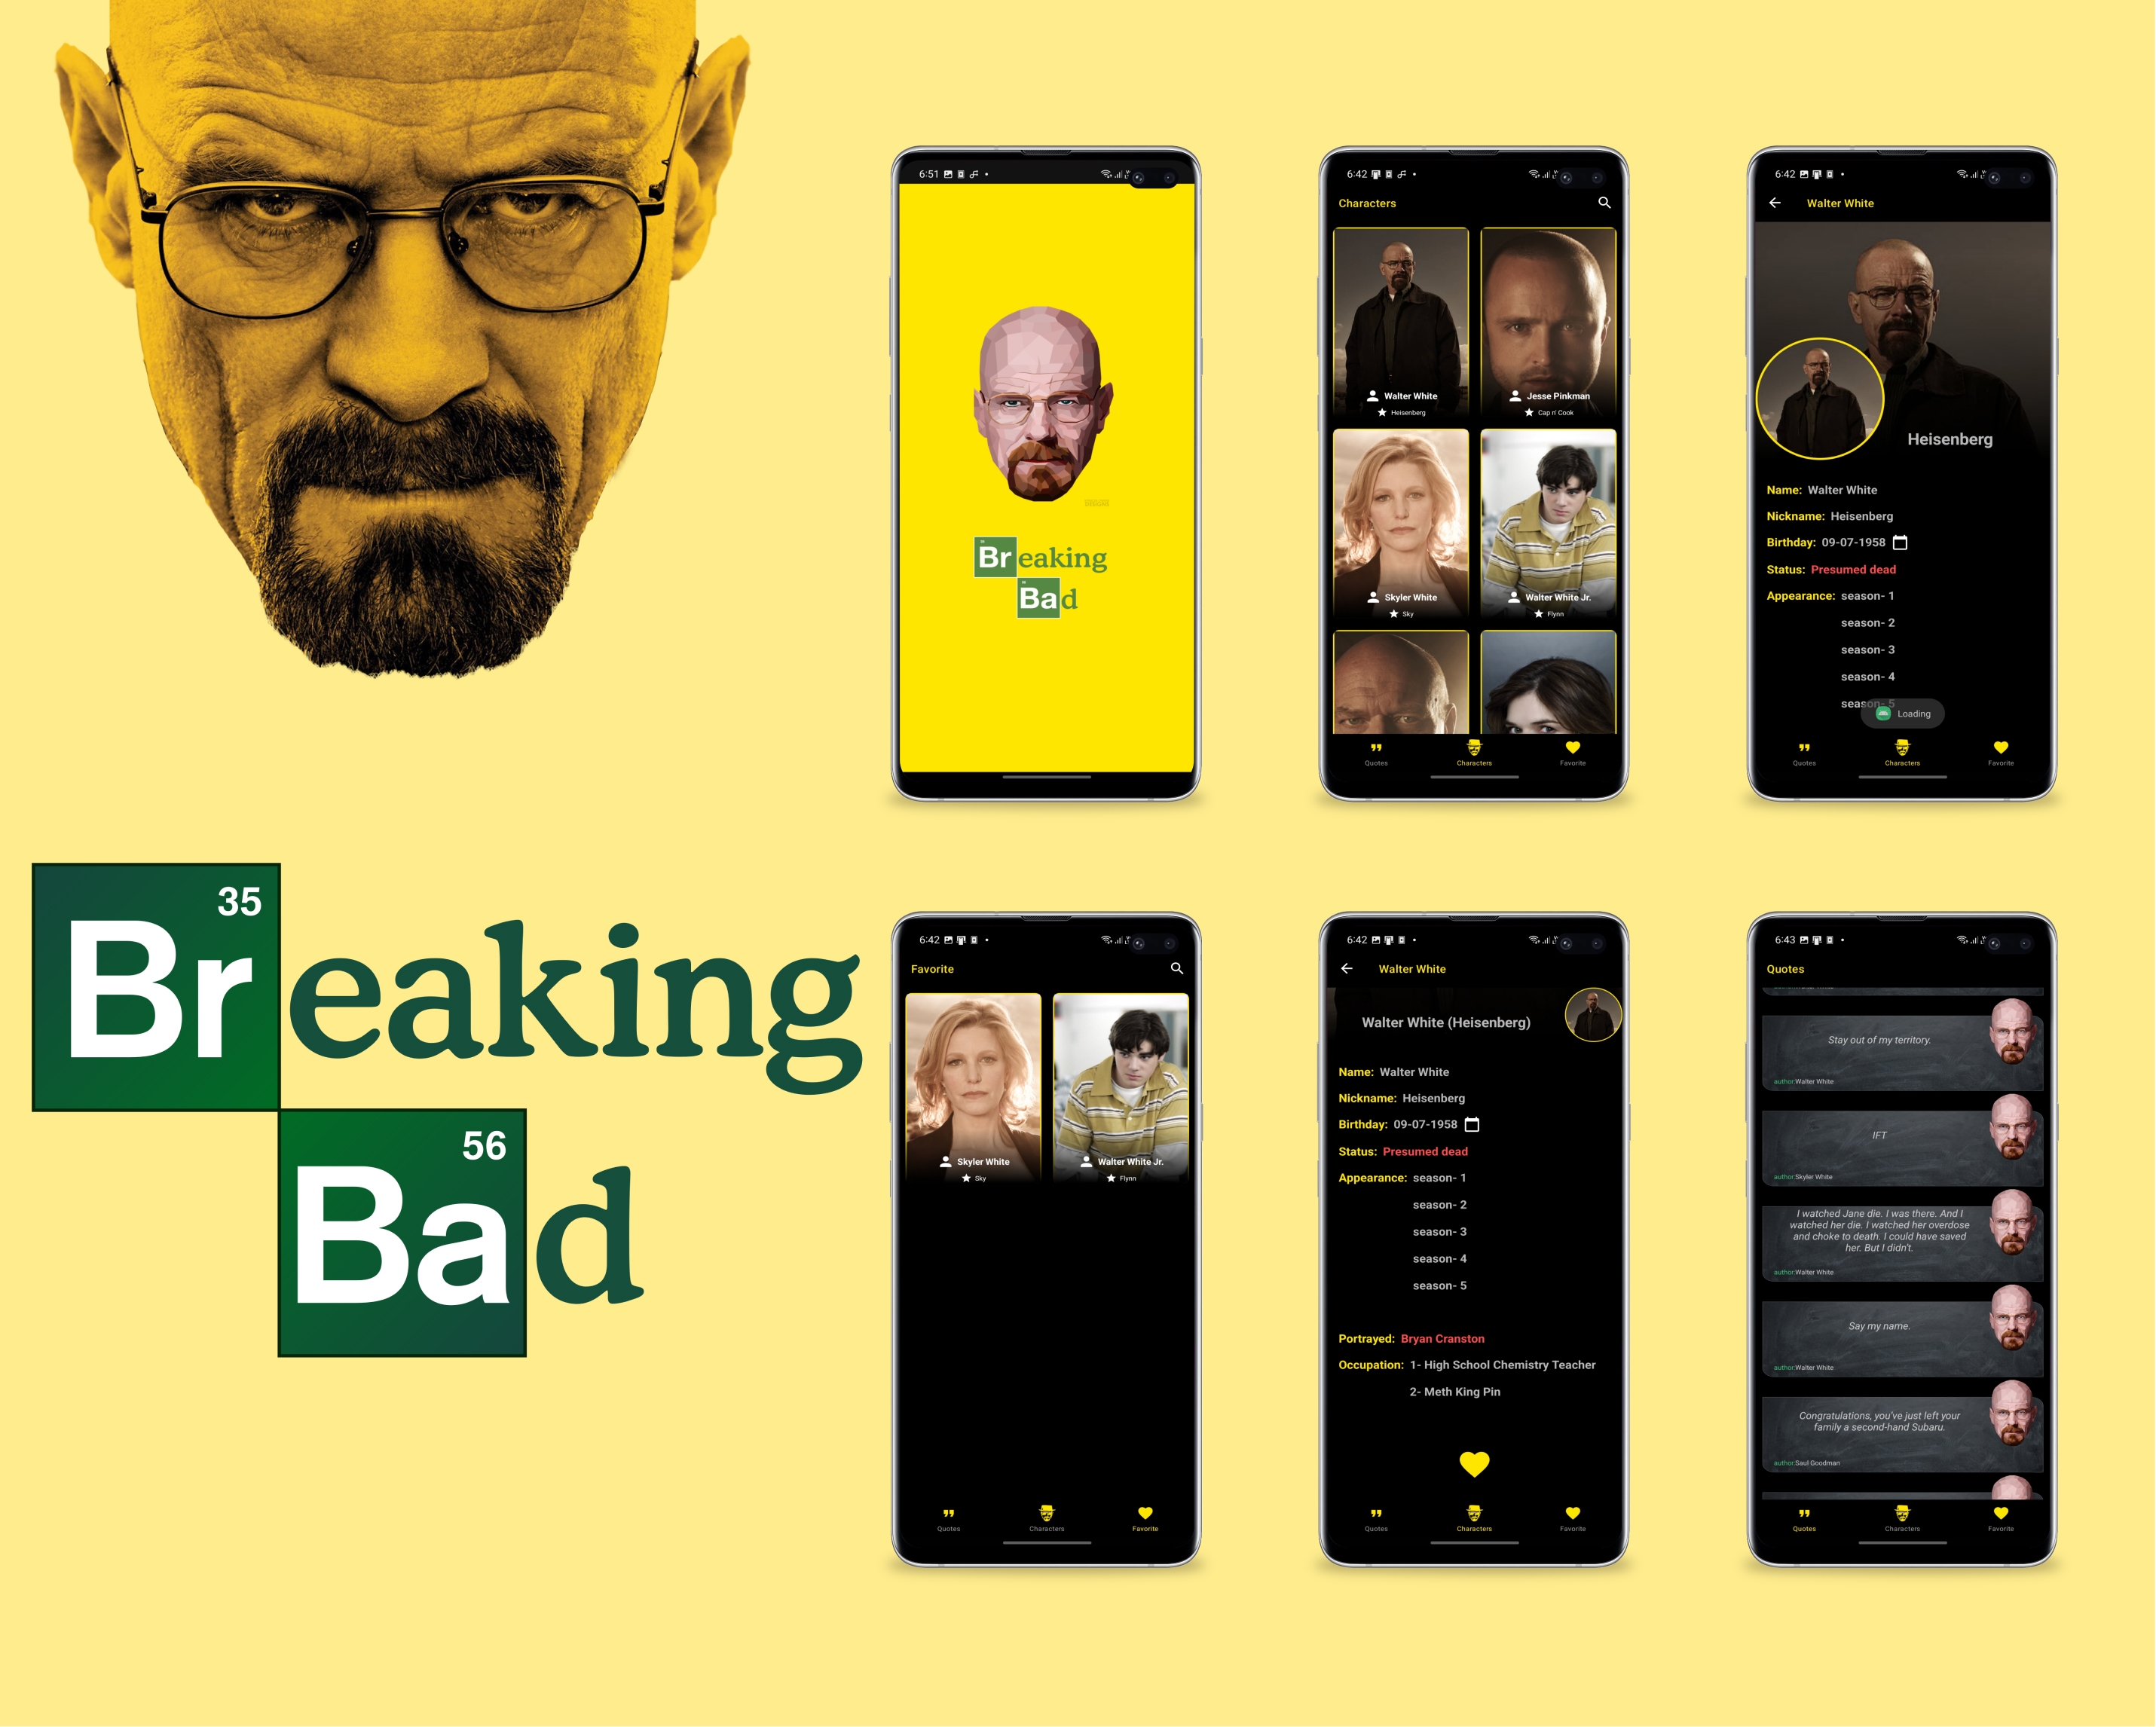 35
Breaking
56
Bad
6:51
Breaking
Bad
6:42
Characters
Walter White
Heisenberg
Jesse Pinkman
Cap n' Cook
Skyler White
Sky
Walter White Jr.
Flynn
Quotes
Characters
Favorite
6:42
Walter White
Heisenberg
Name: Walter White
Nickname: Heisenberg
Birthday: 09-07-1958
Status: Presumed dead
Appearance: season- 1
season- 2
season- 3
season- 4
season- 5
Loading
Quotes
Characters
Favorite
6:42
Favorite
Skyler White
Sky
Walter White Jr.
Flynn
Quotes
Characters
Favorite
6:42
Walter White
Walter White (Heisenberg)
Name: Walter White
Nickname: Heisenberg
Birthday: 09-07-1958
Status: Presumed dead
Appearance: season- 1
season- 2
season- 3
season- 4
season- 5
Portrayed: Bryan Cranston
Occupation: 1- High School Chemistry Teacher
2- Meth King Pin
Quotes
Characters
Favorite
6:43
Quotes
Stay out of my territory.
author:Walter White
IFT
author:Skyler White
I watched Jane die. I was there. And I
watched her die. I watched her overdose
and choke to death. I could have saved
her. But I didn't.
author:Walter White
Say my name.
author:Walter White
Congratulations, you've just left your
family a second-hand Subaru.
author:Saul Goodman
Quotes
Characters
Favorite